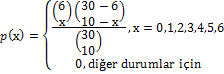 p(x) = { (6 x)(30 − 6 10 − x) / (30 10) , x = 0,1,2,3,4,5,6
0, diğer durumlar için